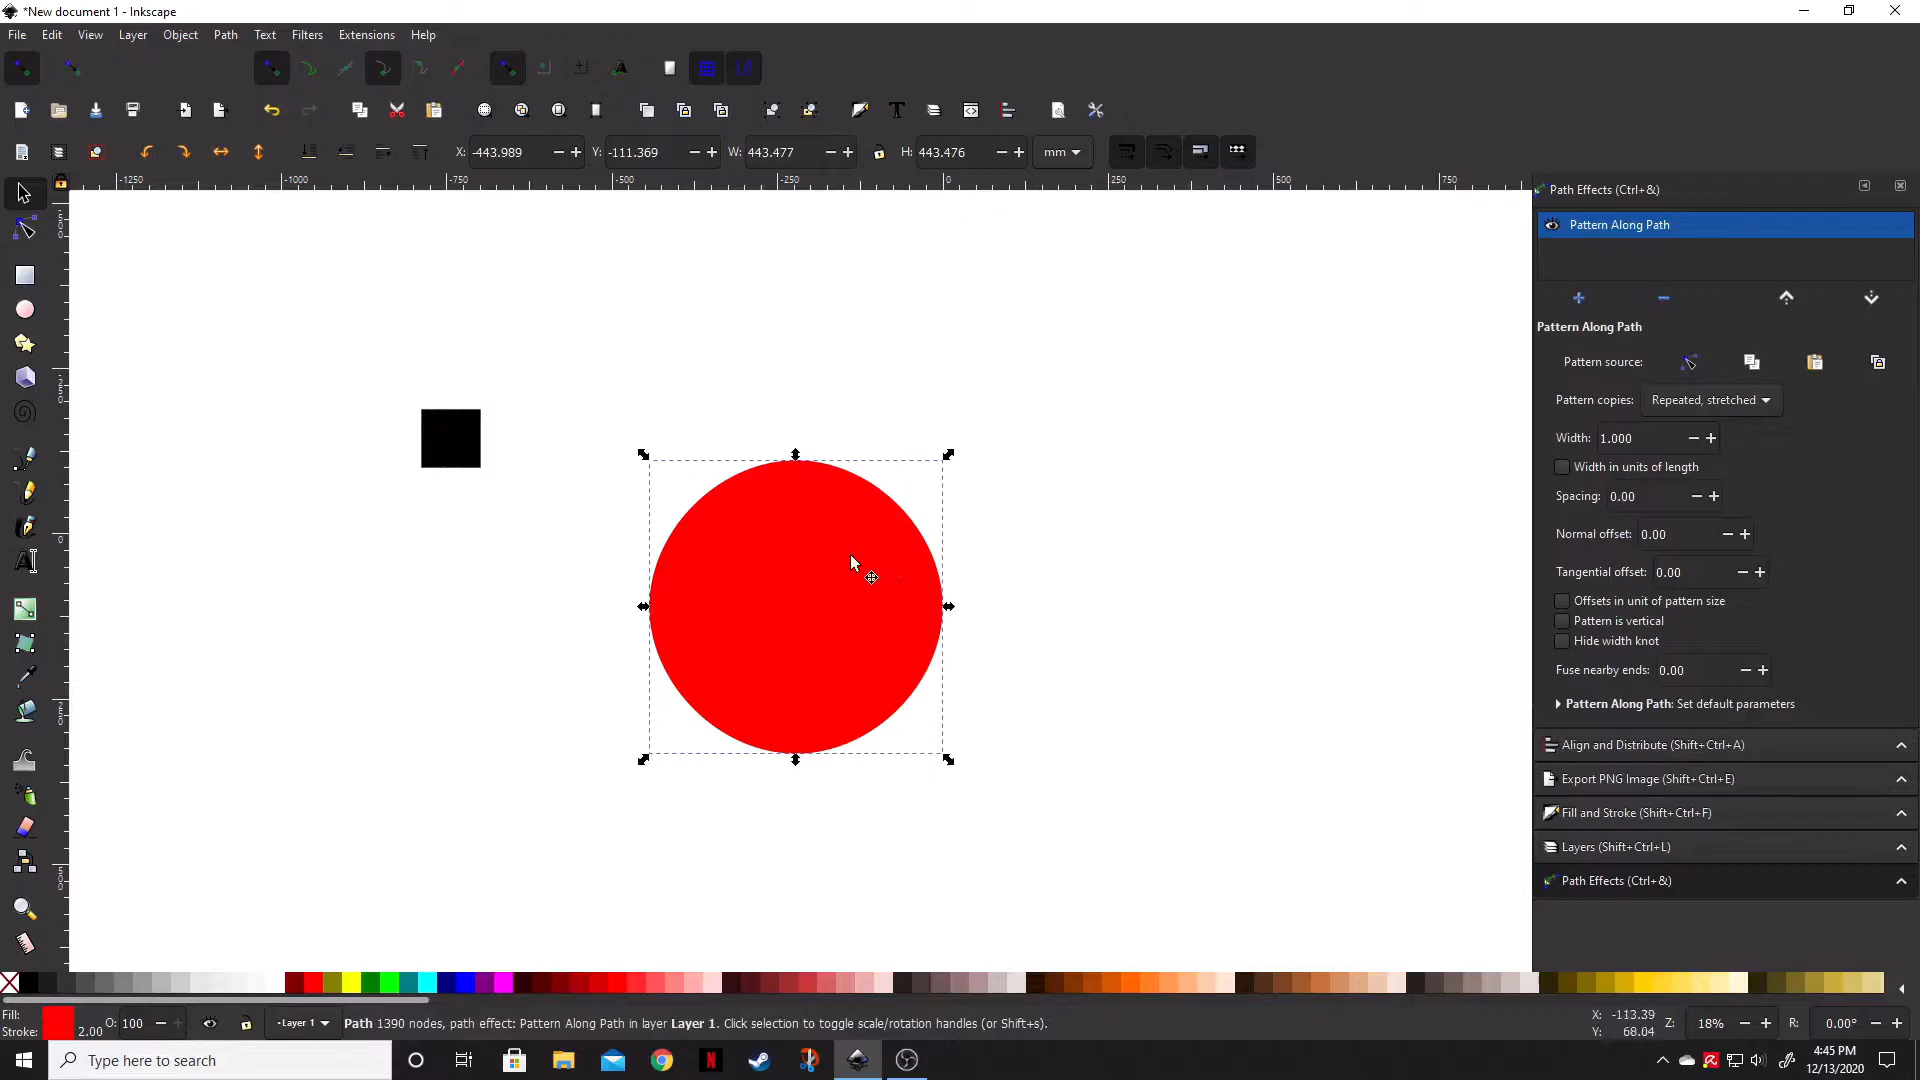 *New document 1 - Inkscape
File Edit View Layer Object Path Text Filters Extensions Help
X: -443.989 Y: -111.369 W: 443.477 H: 443.476 mm
-1250 -1000 -750 -500 -250 0 250 500 750
Path Effects (Ctrl+&)
Pattern Along Path
Pattern Along Path
Pattern source:
Pattern copies: Repeated, stretched
Width: 1.000
Width in units of length
Spacing: 0.00
Normal offset: 0.00
Tangential offset: 0.00
Offsets in unit of pattern size
Pattern is vertical
Hide width knot
Fuse nearby ends: 0.00
Pattern Along Path: Set default parameters
Align and Distribute (Shift+Ctrl+A)
Export PNG Image (Shift+Ctrl+E)
Fill and Stroke (Shift+Ctrl+F)
Layers (Shift+Ctrl+L)
Path Effects (Ctrl+&)
Fill:
Stroke: 2.00 O: 100 -Layer 1 Path 1390 nodes, path effect: Pattern Along Path in layer Layer 1. Click selection to toggle scale/rotation handles (or Shift+s).
X: -113.39 Z: 18% R: 0.00°
Y: 68.04
Type here to search
4:45 PM
12/13/2020